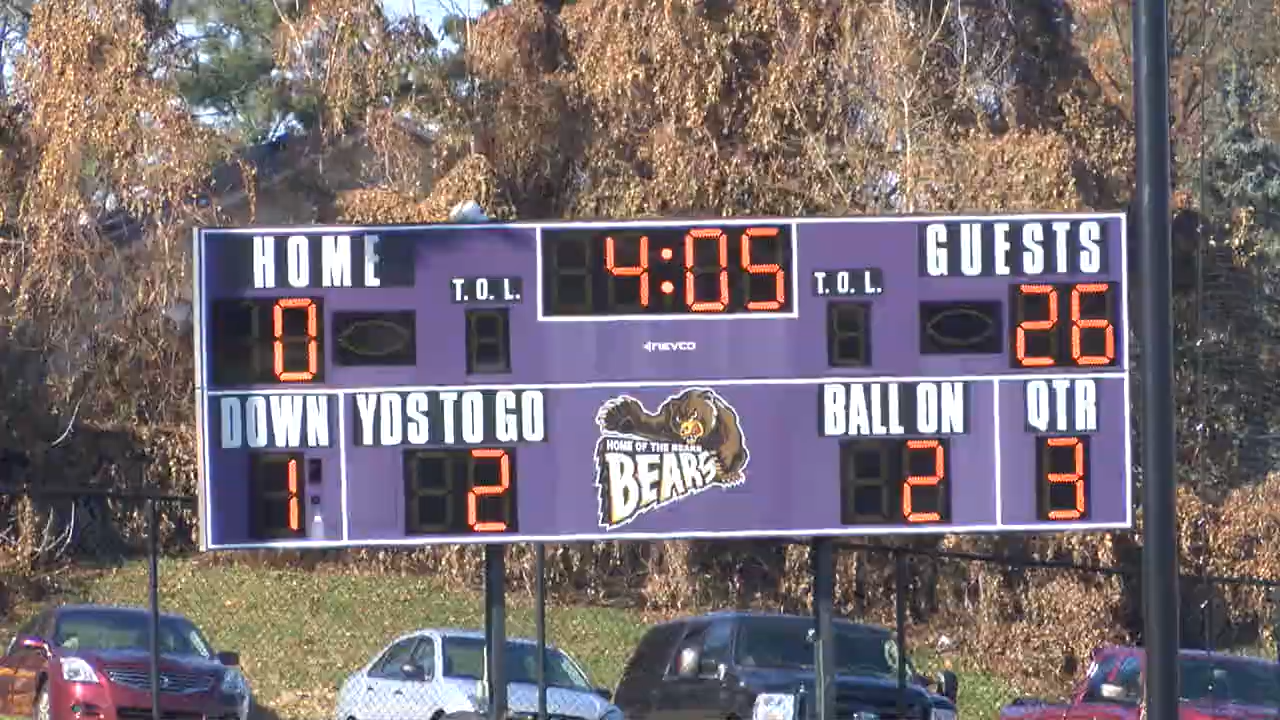 HOME 4:05 GUESTS
T.O.L. T.O.L.
0 26
NEVCO
DOWN YDS TO GO BALL ON QTR
HOME OF THE BEARS
BEARS
1 2 2 3